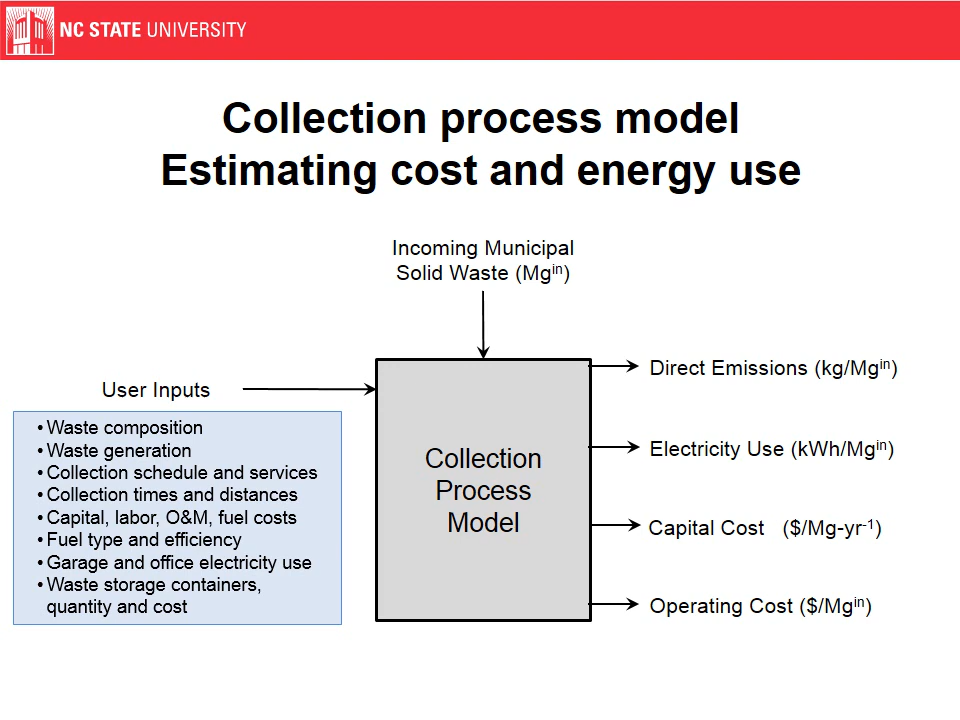 NC STATE UNIVERSITY
Collection process model
Estimating cost and energy use
Incoming Municipal
Solid Waste (Mgⁱⁿ)
User Inputs
• Waste composition
• Waste generation
• Collection schedule and services
• Collection times and distances
• Capital, labor, O&M, fuel costs
• Fuel type and efficiency
• Garage and office electricity use
• Waste storage containers,
quantity and cost
Collection
Process
Model
Direct Emissions (kg/Mgⁱⁿ)
Electricity Use (kWh/Mgⁱⁿ)
Capital Cost ($/Mg-yr⁻¹)
Operating Cost ($/Mgⁱⁿ)